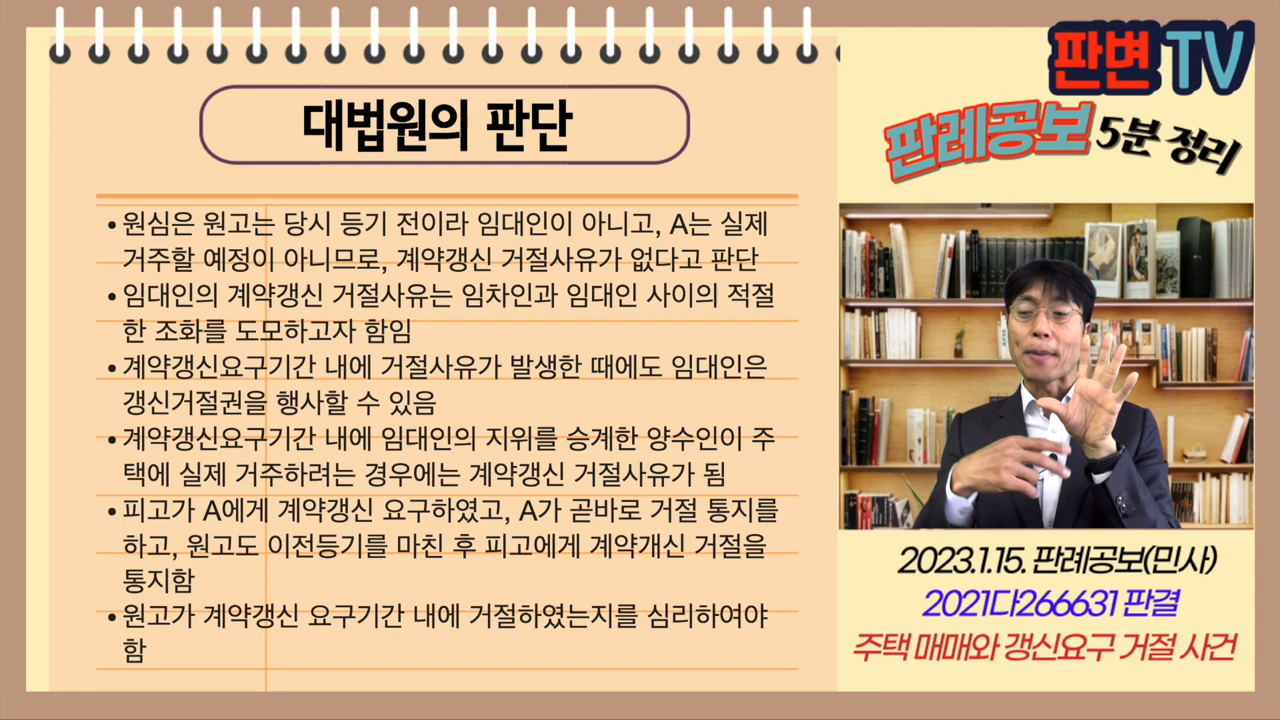 판변 TV
판례공보 5분 정리
대법원의 판단
• 원심은 원고는 당시 등기 전이라 임대인이 아니고, A는 실제
거주할 예정이 아니므로, 계약갱신 거절사유가 없다고 판단
• 임대인의 계약갱신 거절사유는 임차인과 임대인 사이의 적절
한 조화를 도모하고자 함임
• 계약갱신요구기간 내에 거절사유가 발생한 때에도 임대인은
갱신거절권을 행사할 수 있음
• 계약갱신요구기간 내에 임대인의 지위를 승계한 양수인이 주
택에 실제 거주하려는 경우에는 계약갱신 거절사유가 됨
• 피고가 A에게 계약갱신 요구하였고, A가 곧바로 거절 통지를
하고, 원고도 이전등기를 마친 후 피고에게 계약개신 거절을
통지함
• 원고가 계약갱신 요구기간 내에 거절하였는지를 심리하여야
함
2023.1.15. 판례공보(민사)
2021다266631 판결
주택 매매와 갱신요구 거절 사건